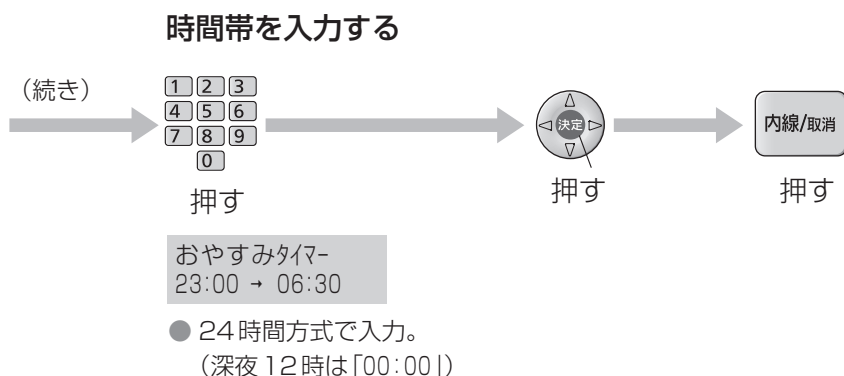 時間帯を入力する
（続き）
1 2 3
4 5 6
7 8 9
0
決定
内線/取消
押す
押す
押す
おやすみﾀｲﾏｰ
23:00 → 06:30
● 24時間方式で入力。
（深夜12時は「00:00」）